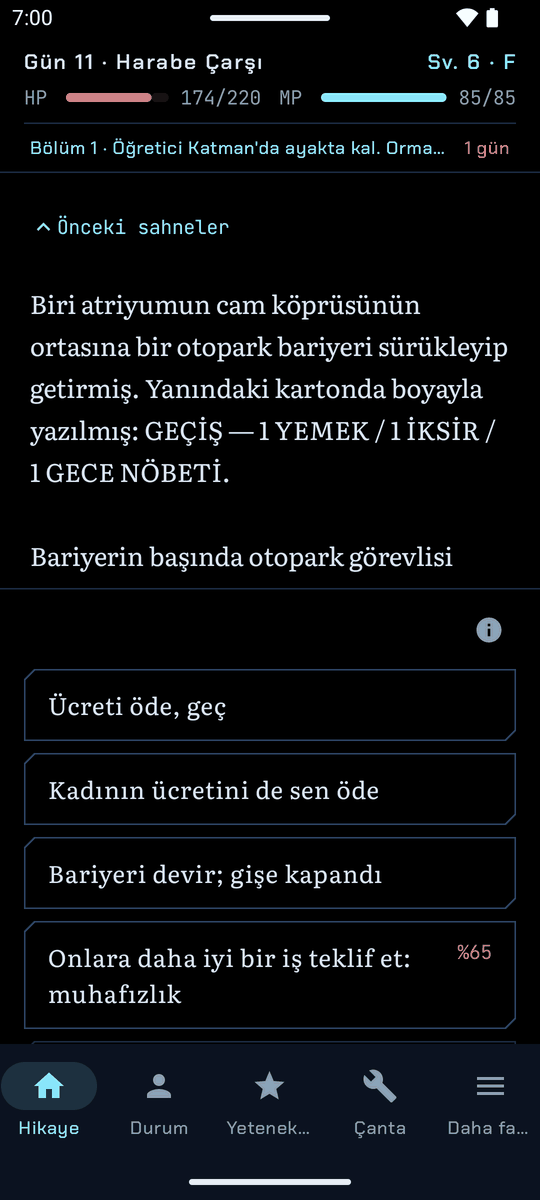 7:00
Gün 11 · Harabe Çarşı
Sv. 6 · F
HP 174/220 MP 85/85
Bölüm 1 · Öğretici Katman'da ayakta kal. Orma… 1 gün
Önceki sahneler
Biri atriyumun cam köprüsünün
ortasına bir otopark bariyeri sürükleyip
getirmiş. Yanındaki kartonda boyayla
yazılmış: GEÇİŞ — 1 YEMEK / 1 İKSİR /
1 GECE NÖBETİ.
Bariyerin başında otopark görevlisi
Ücreti öde, geç
Kadının ücretini de sen öde
Bariyeri devir; gişe kapandı
Onlara daha iyi bir iş teklif et: %65
muhafızlık
Hikaye Durum Yetenek… Çanta Daha fa…